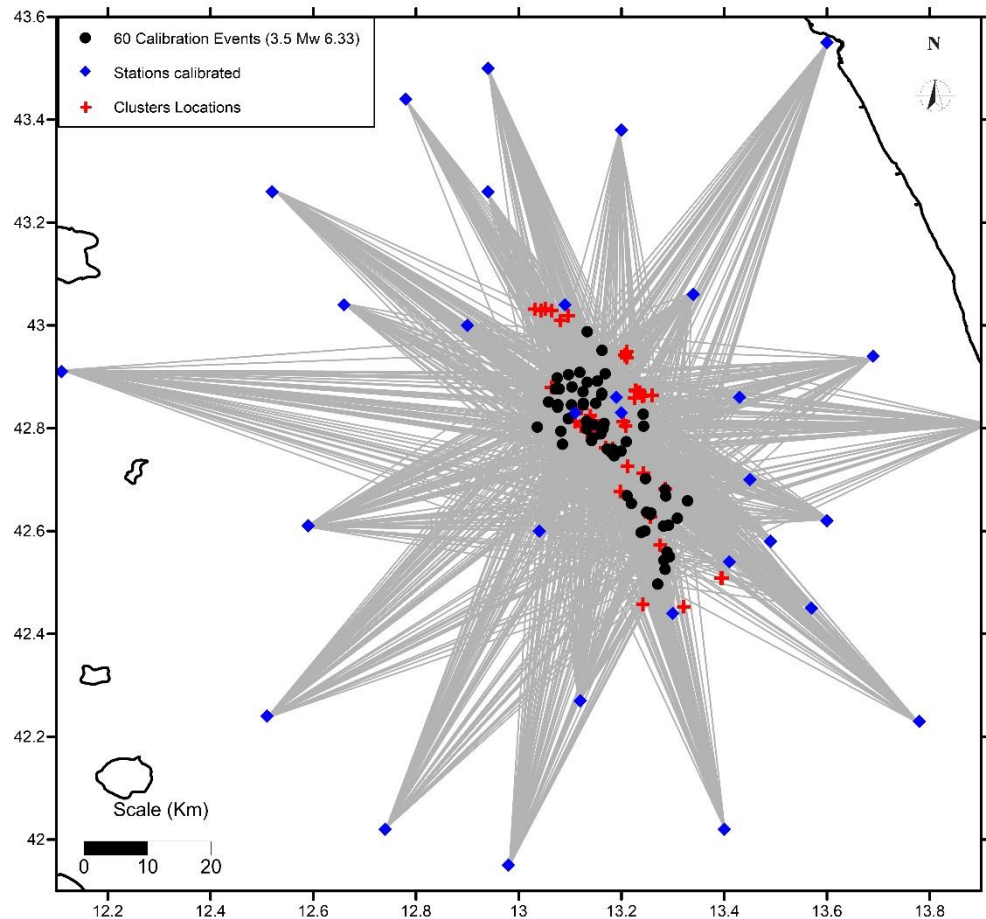 43.6
60 Calibration Events (3.5 Mw 6.33)
N
Stations calibrated
Clusters Locations
43.4
43.2
43
42.8
42.6
42.4
42.2
Scale (Km)
42
0 10 20
12.2 12.4 12.6 12.8 13 13.2 13.4 13.6 13.8